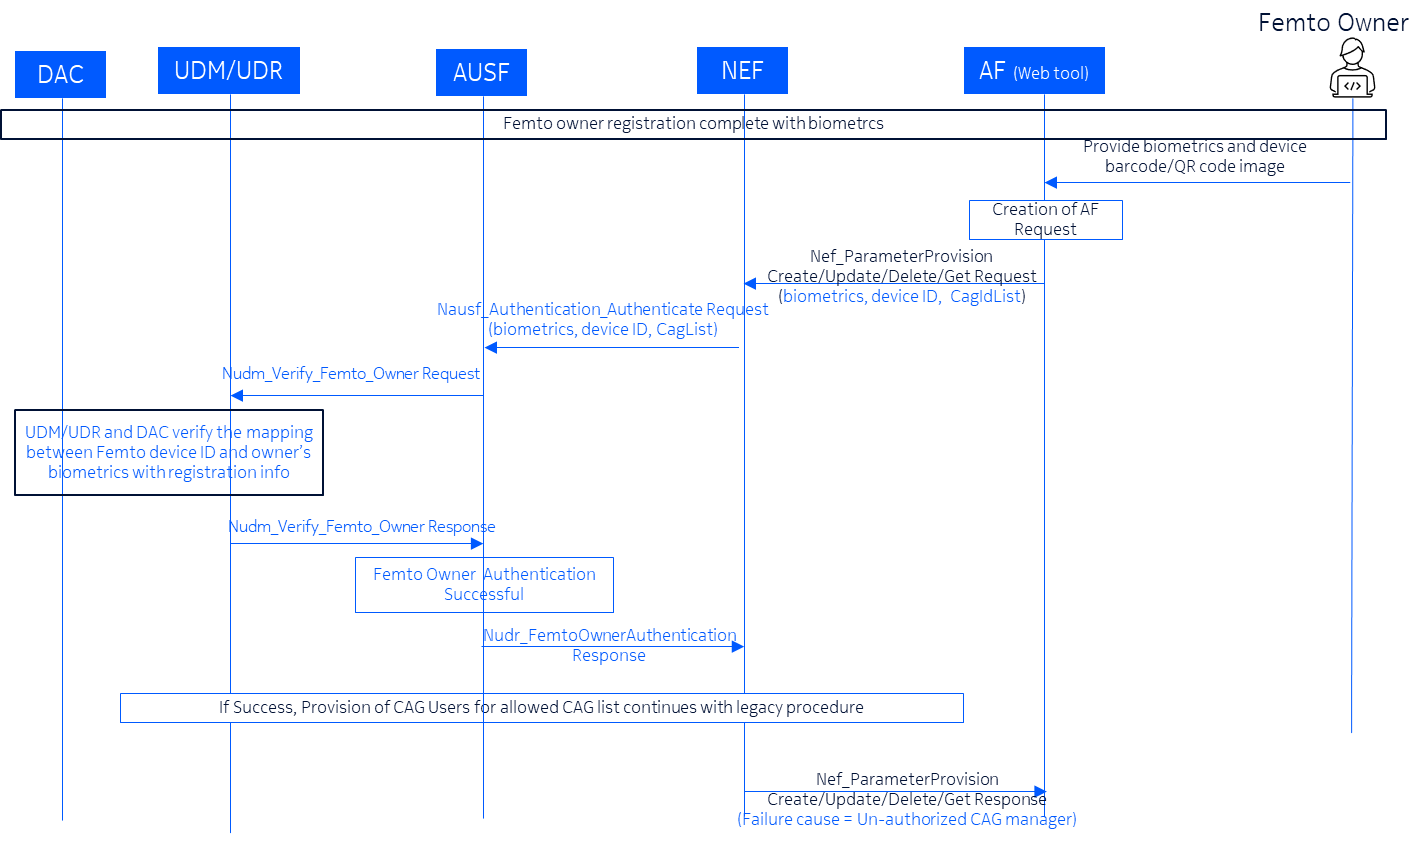 Femto Owner
DAC
UDM/UDR
AUSF
NEF
AF (Web tool)
Femto owner registration complete with biometrcs
Provide biometrics and device
barcode/QR code image
Creation of AF
Request
Nef_ParameterProvision
Create/Update/Delete/Get Request
(biometrics, device ID, CagIdList)
Nausf_Authentication_Authenticate Request
(biometrics, device ID, CagList)
Nudm_Verify_Femto_Owner Request
UDM/UDR and DAC verify the mapping
between Femto device ID and owner's
biometrics with registration info
Nudm_Verify_Femto_Owner Response
Femto Owner Authentication
Successful
Nudr_FemtoOwnerAuthentication
Response
If Success, Provision of CAG Users for allowed CAG list continues with legacy procedure
Nef_ParameterProvision
Create/Update/Delete/Get Response
(Failure cause = Un-authorized CAG manager)